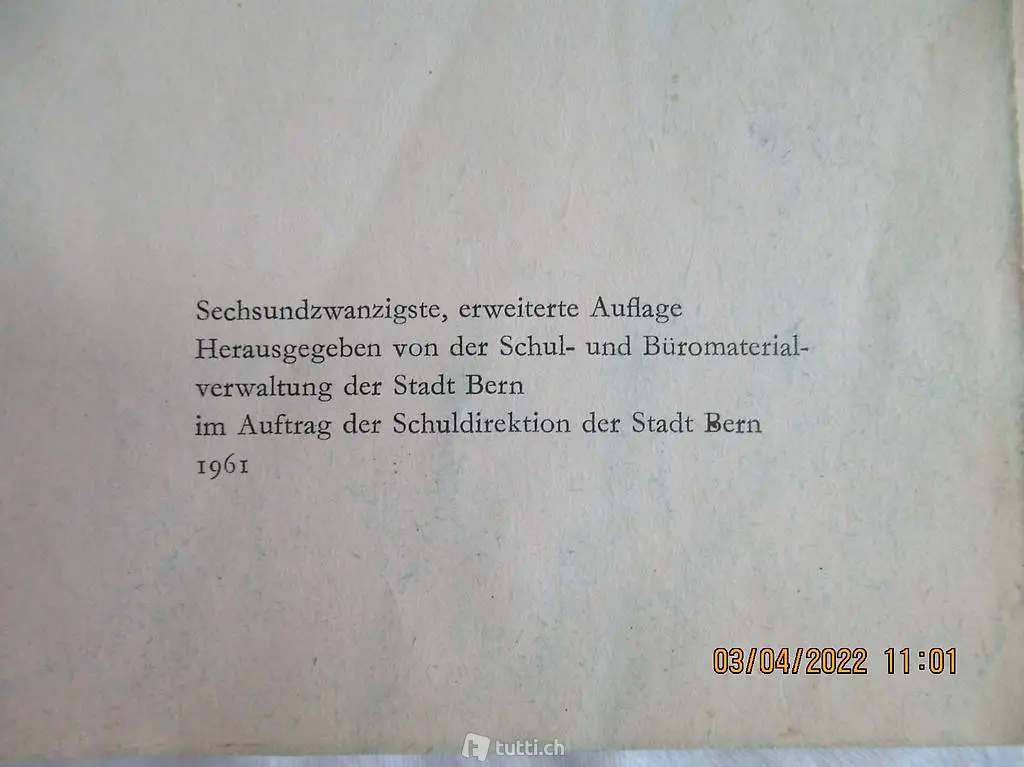 Sechsundzwanzigste, erweiterte Auflage
Herausgegeben von der Schul- und Büromaterial-
verwaltung der Stadt Bern
im Auftrag der Schuldirektion der Stadt Bern
1961
03/04/2022 11:01
tutti.ch